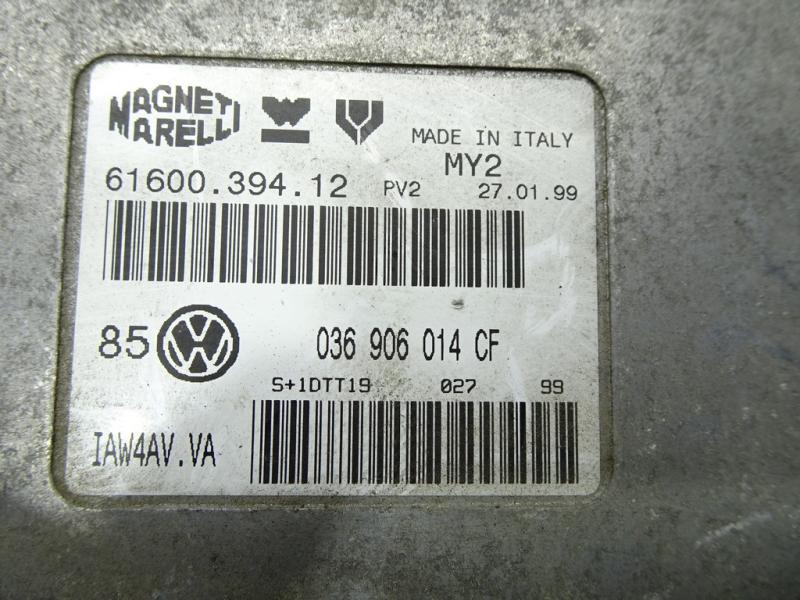 MAGNETI
MARELLI
MADE IN ITALY
MY2
61600.394.12 PV2 27.01.99
85 VW 036 906 014 CF
S+1DTT19 027 99
IAW4AV.VA